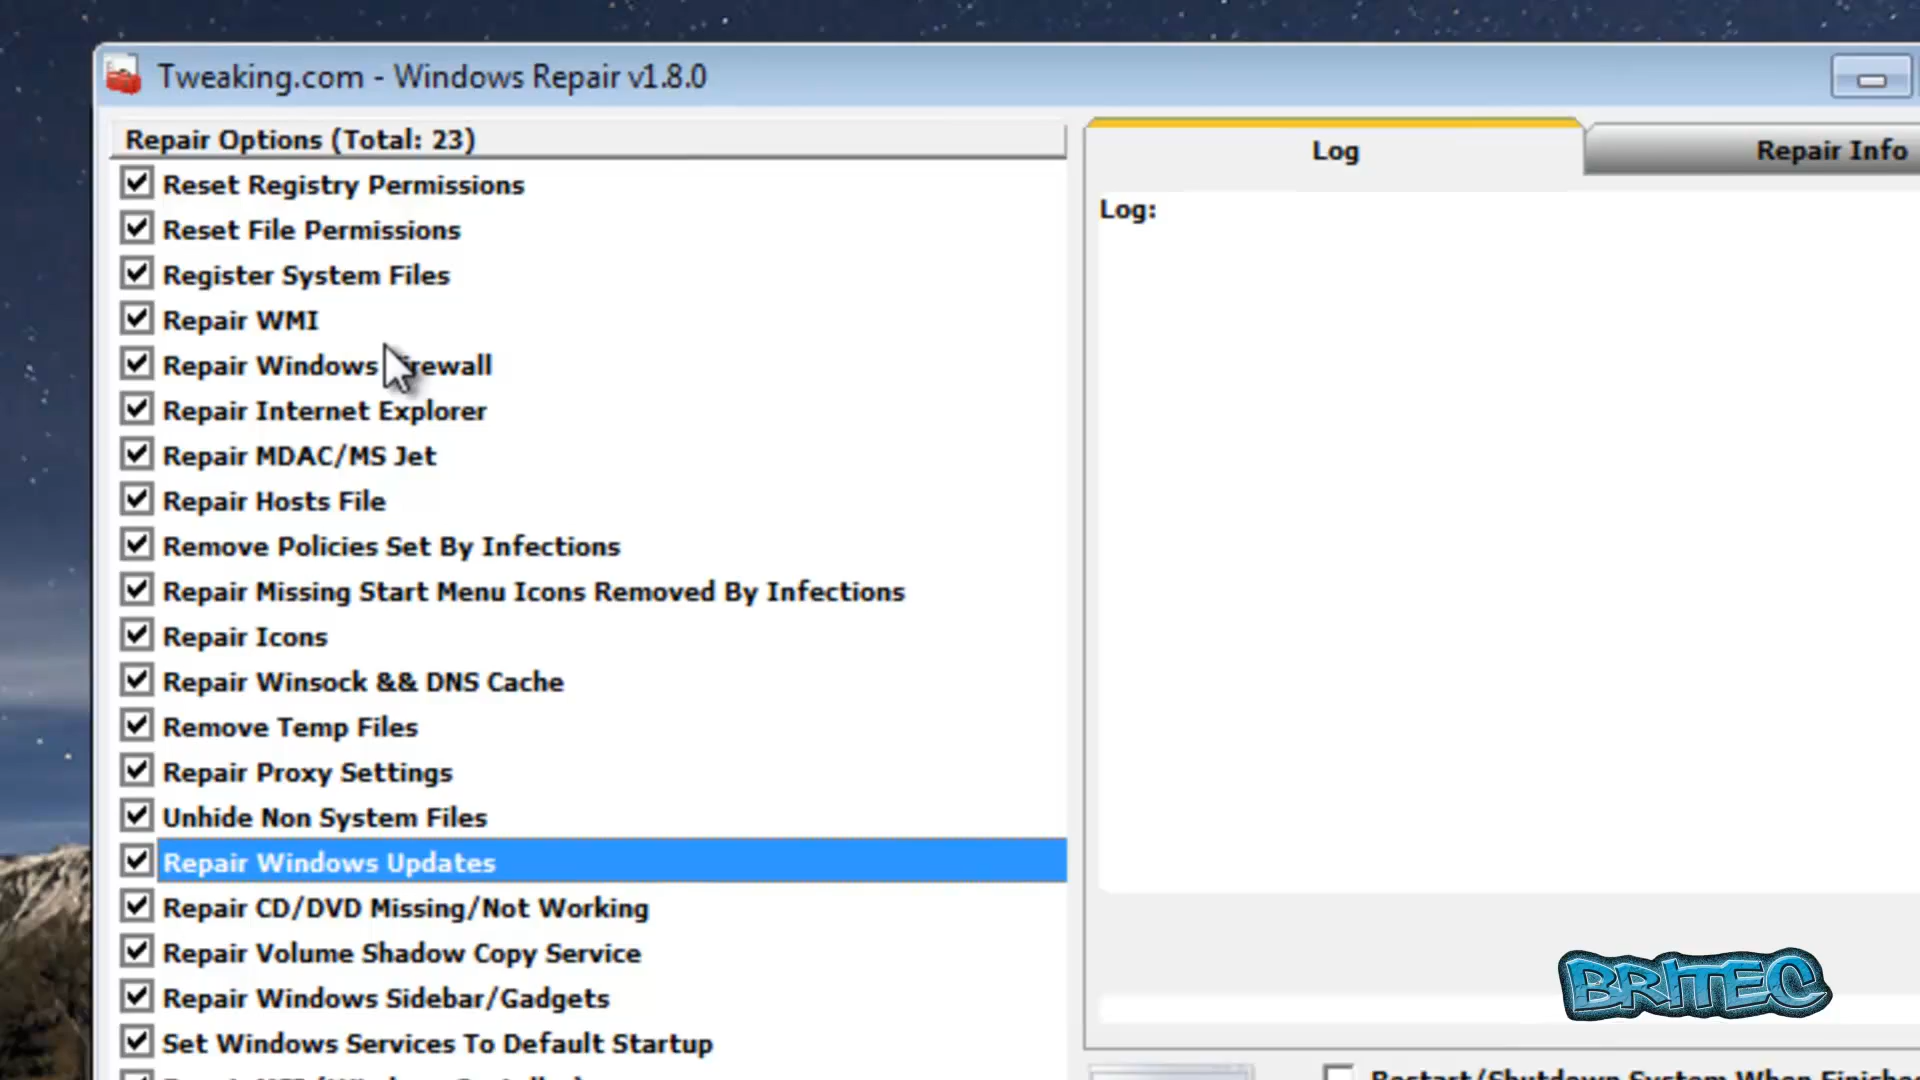 Tweaking.com - Windows Repair v1.8.0
Repair Options (Total: 23)
Reset Registry Permissions
Reset File Permissions
Register System Files
Repair WMI
Repair Windows Firewall
Repair Internet Explorer
Repair MDAC/MS Jet
Repair Hosts File
Remove Policies Set By Infections
Repair Missing Start Menu Icons Removed By Infections
Repair Icons
Repair Winsock && DNS Cache
Remove Temp Files
Repair Proxy Settings
Unhide Non System Files
Repair Windows Updates
Repair CD/DVD Missing/Not Working
Repair Volume Shadow Copy Service
Repair Windows Sidebar/Gadgets
Set Windows Services To Default Startup
Log
Repair Info
Log:
BRITEC
Restart/Shutdown System When Finished